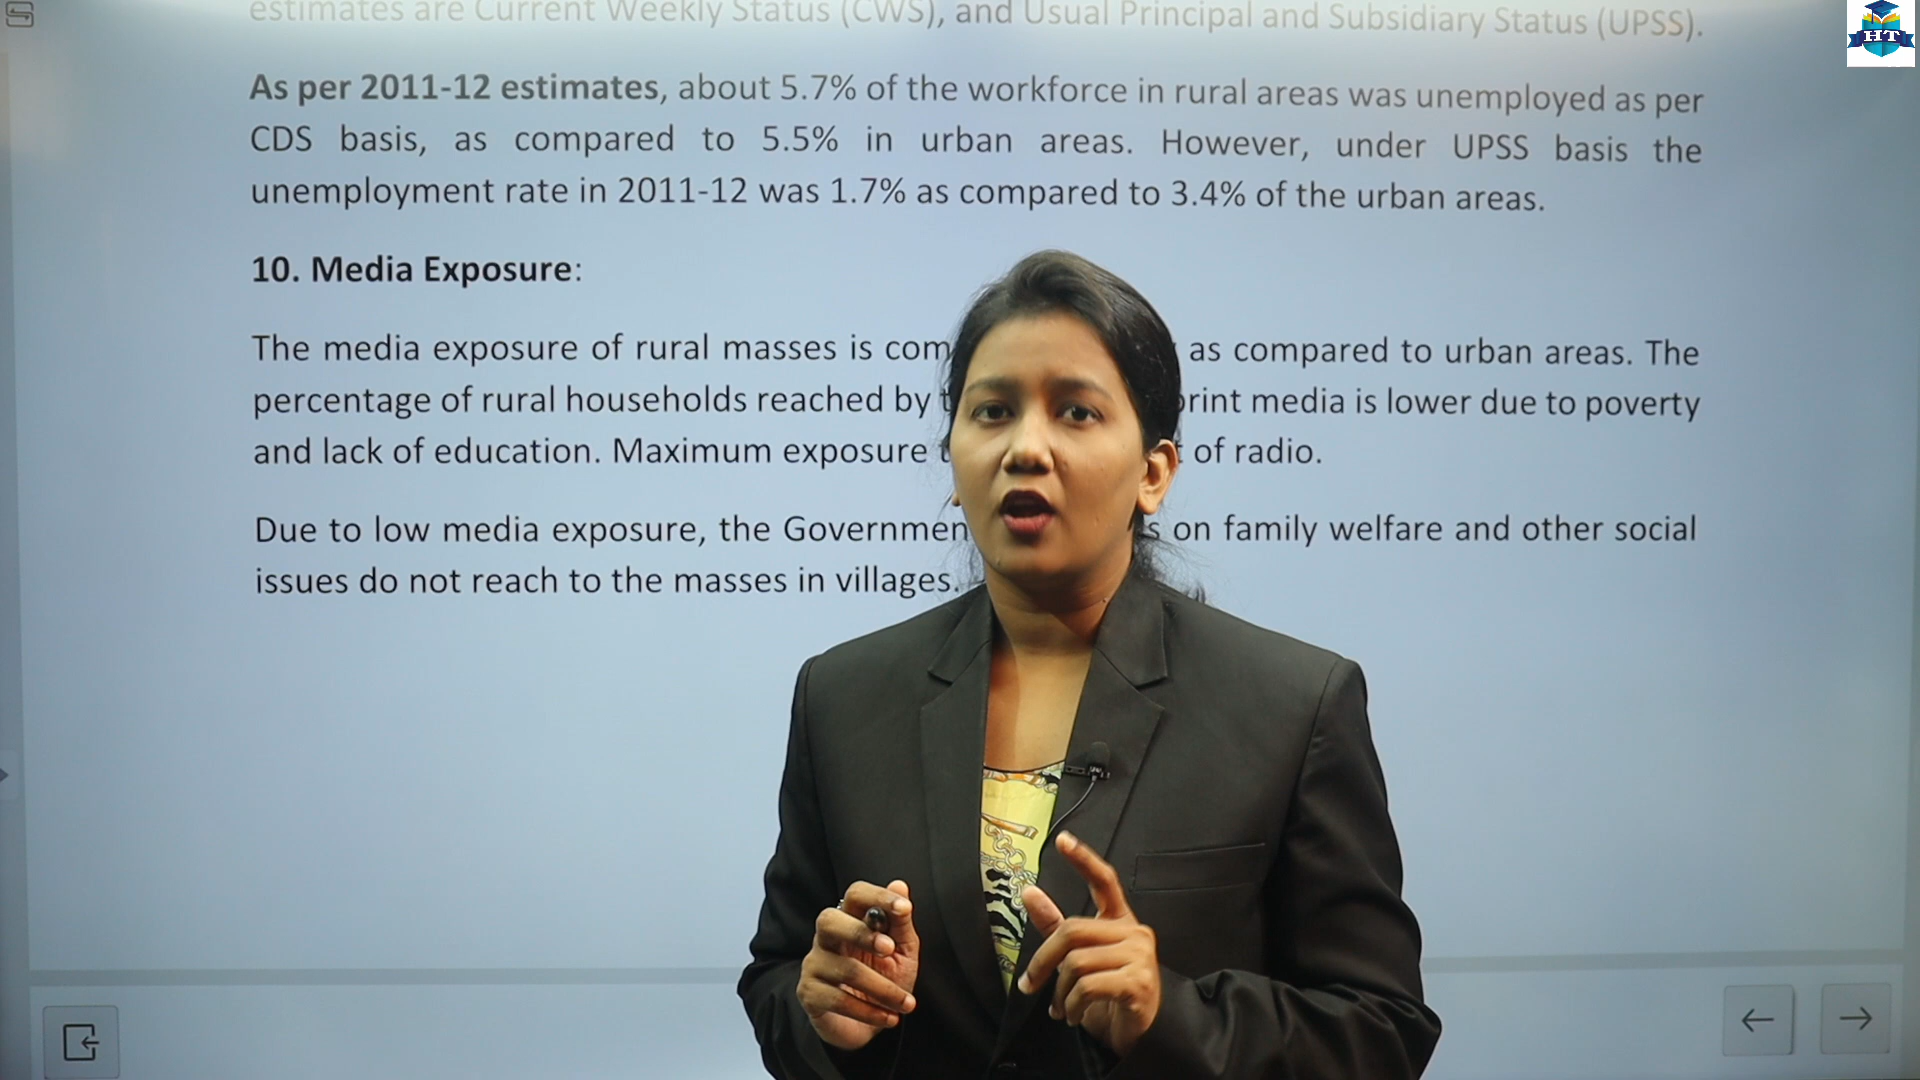 estimates are Current Weekly Status (CWS), and Usual Principal and Subsidiary Status (UPSS).
As per 2011-12 estimates, about 5.7% of the workforce in rural areas was unemployed as per
CDS basis, as compared to 5.5% in urban areas. However, under UPSS basis the
unemployment rate in 2011-12 was 1.7% as compared to 3.4% of the urban areas.
10. Media Exposure:
The media exposure of rural masses is as compared to urban areas. The
percentage of rural households reached by print media is lower due to poverty
and lack of education. Maximum exposure of radio.
Due to low media exposure, the on family welfare and other social
issues do not reach to the masses in villages.
HT